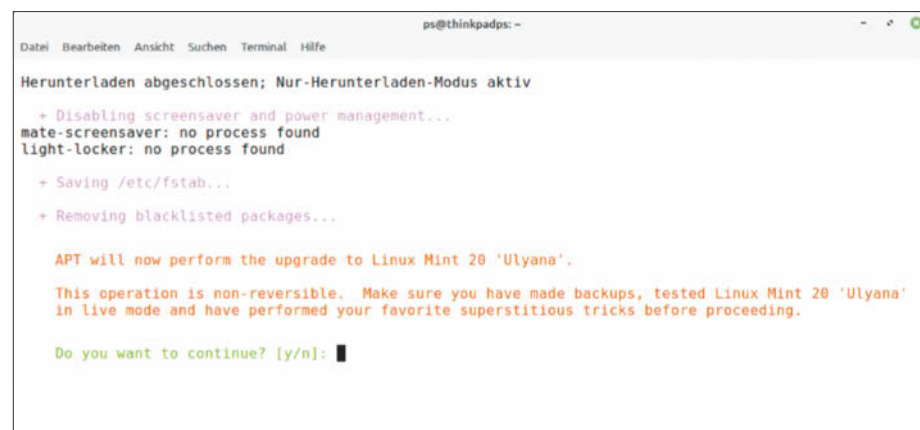 ps@thinkpadps: ~
Datei Bearbeiten Ansicht Suchen Terminal Hilfe
Herunterladen abgeschlossen; Nur-Herunterladen-Modus aktiv
+ Disabling screensaver and power management...
mate-screensaver: no process found
light-locker: no process found
+ Saving /etc/fstab...
+ Removing blacklisted packages...
APT will now perform the upgrade to Linux Mint 20 'Ulyana'.
This operation is non-reversible. Make sure you have made backups, tested Linux Mint 20 'Ulyana'
in live mode and have performed your favorite superstitious tricks before proceeding.
Do you want to continue? [y/n]: